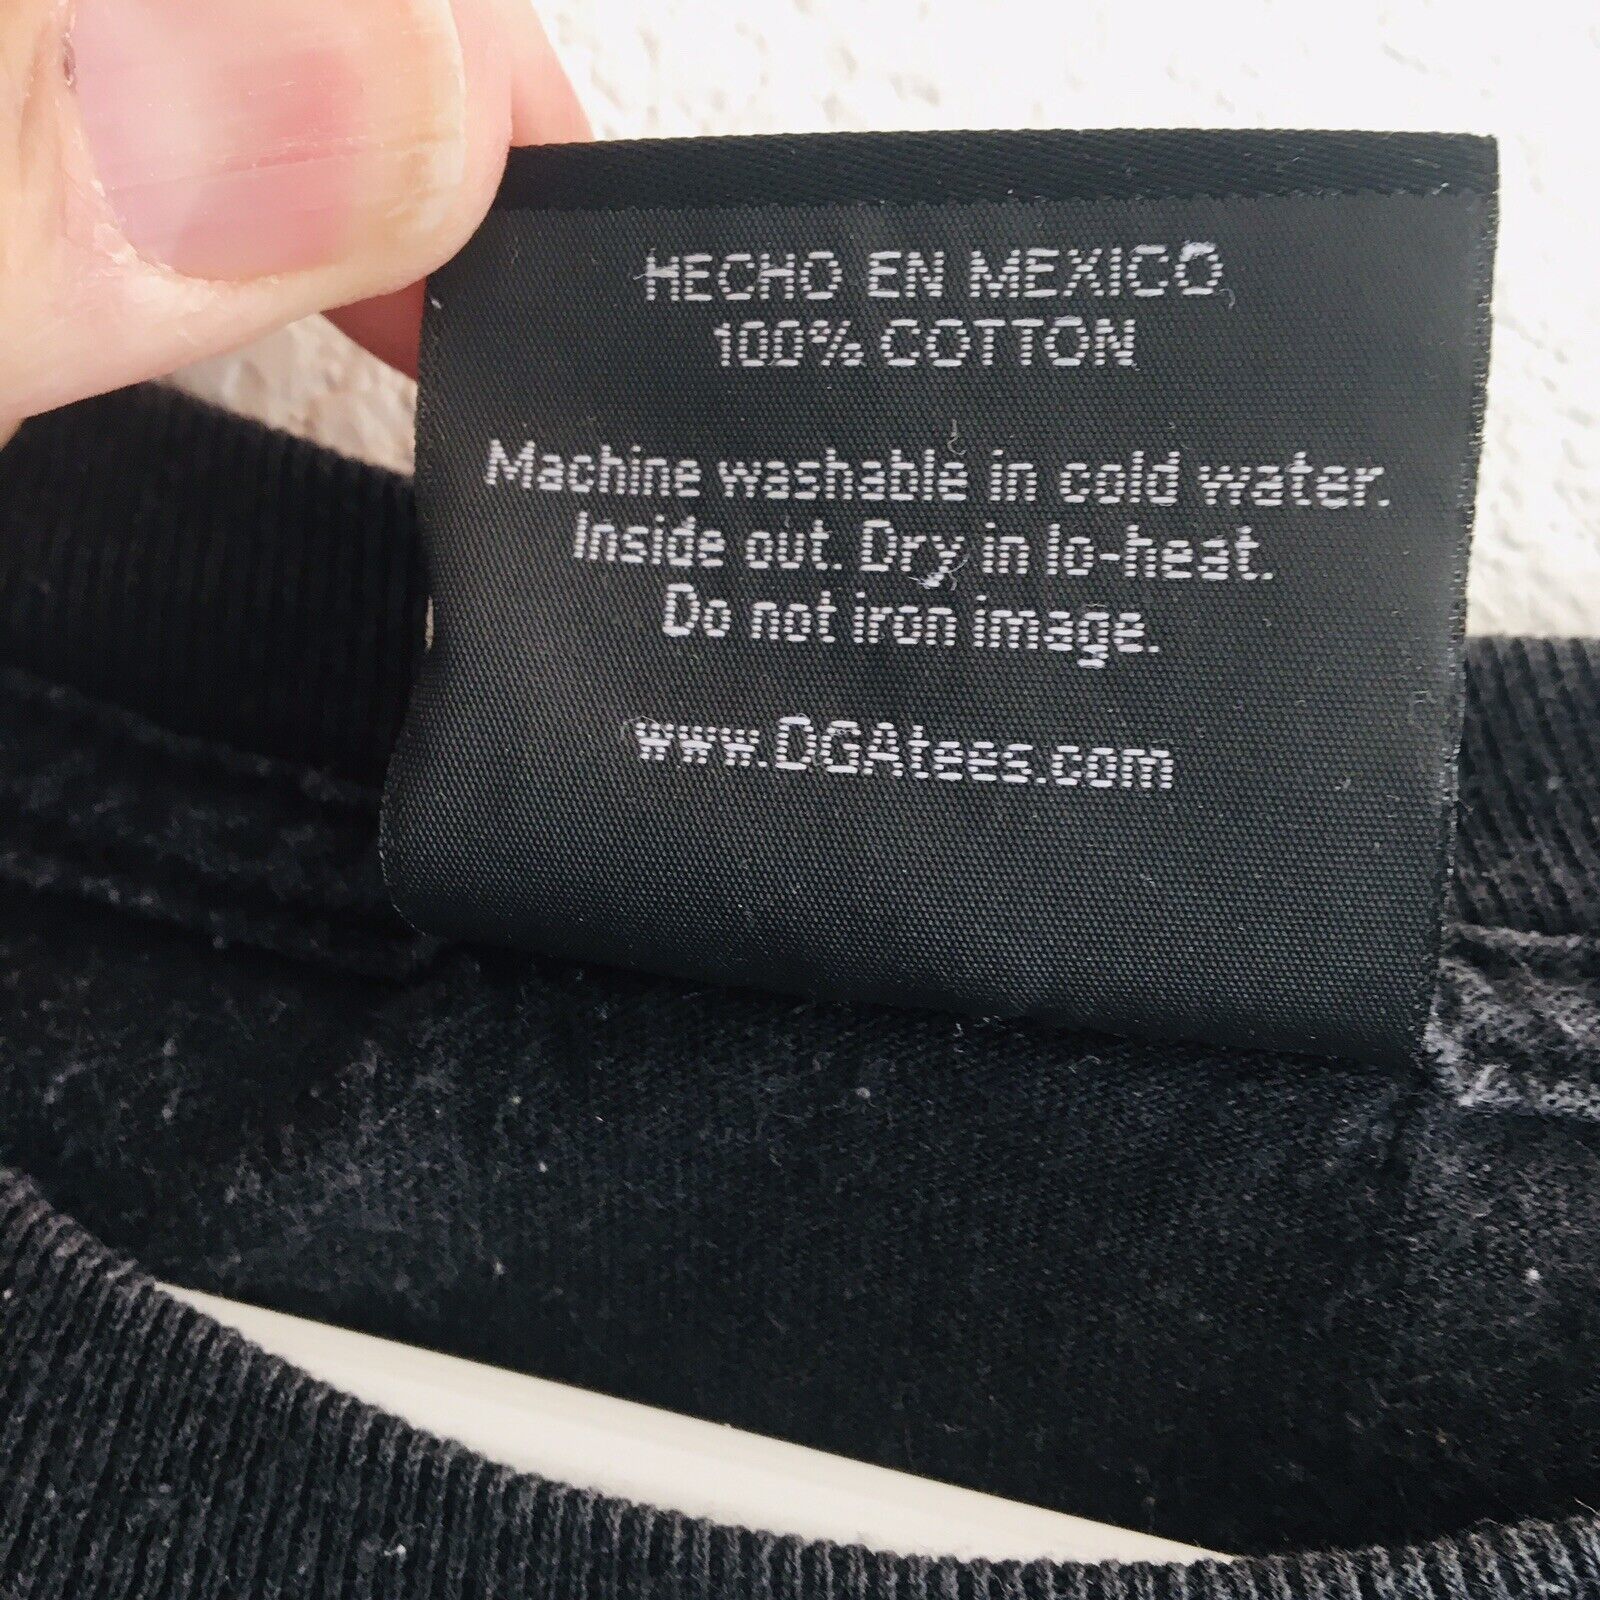 HECHO EN MEXICO
100% COTTON
Machine washable in cold water.
Inside out. Dry in lo-heat.
Do not iron image.
www.DGAtees.com